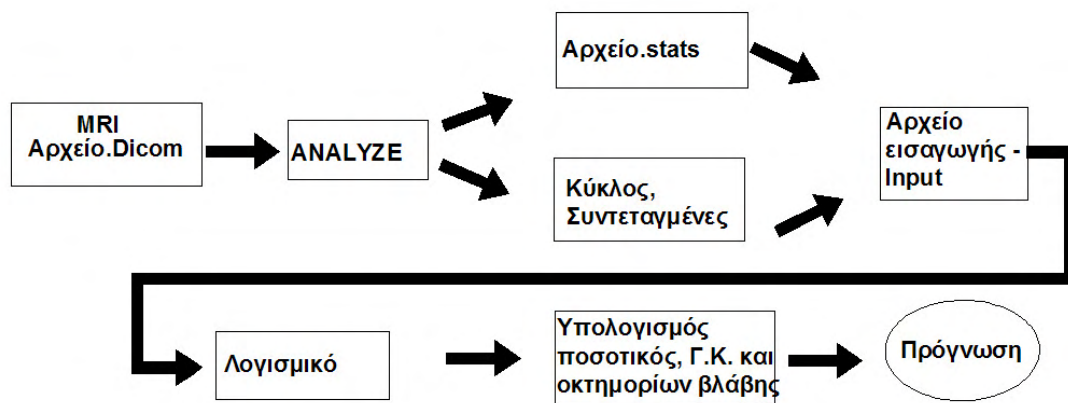 MRI
Αρχείο.Dicom
ANALYZE
Αρχείο.stats
Κύκλος,
Συντεταγμένες
Αρχείο
εισαγωγής -
Input
Λογισμικό
Υπολογισμός
ποσοτικός, Γ.Κ. και
οκτημορίων βλάβης
Πρόγνωση